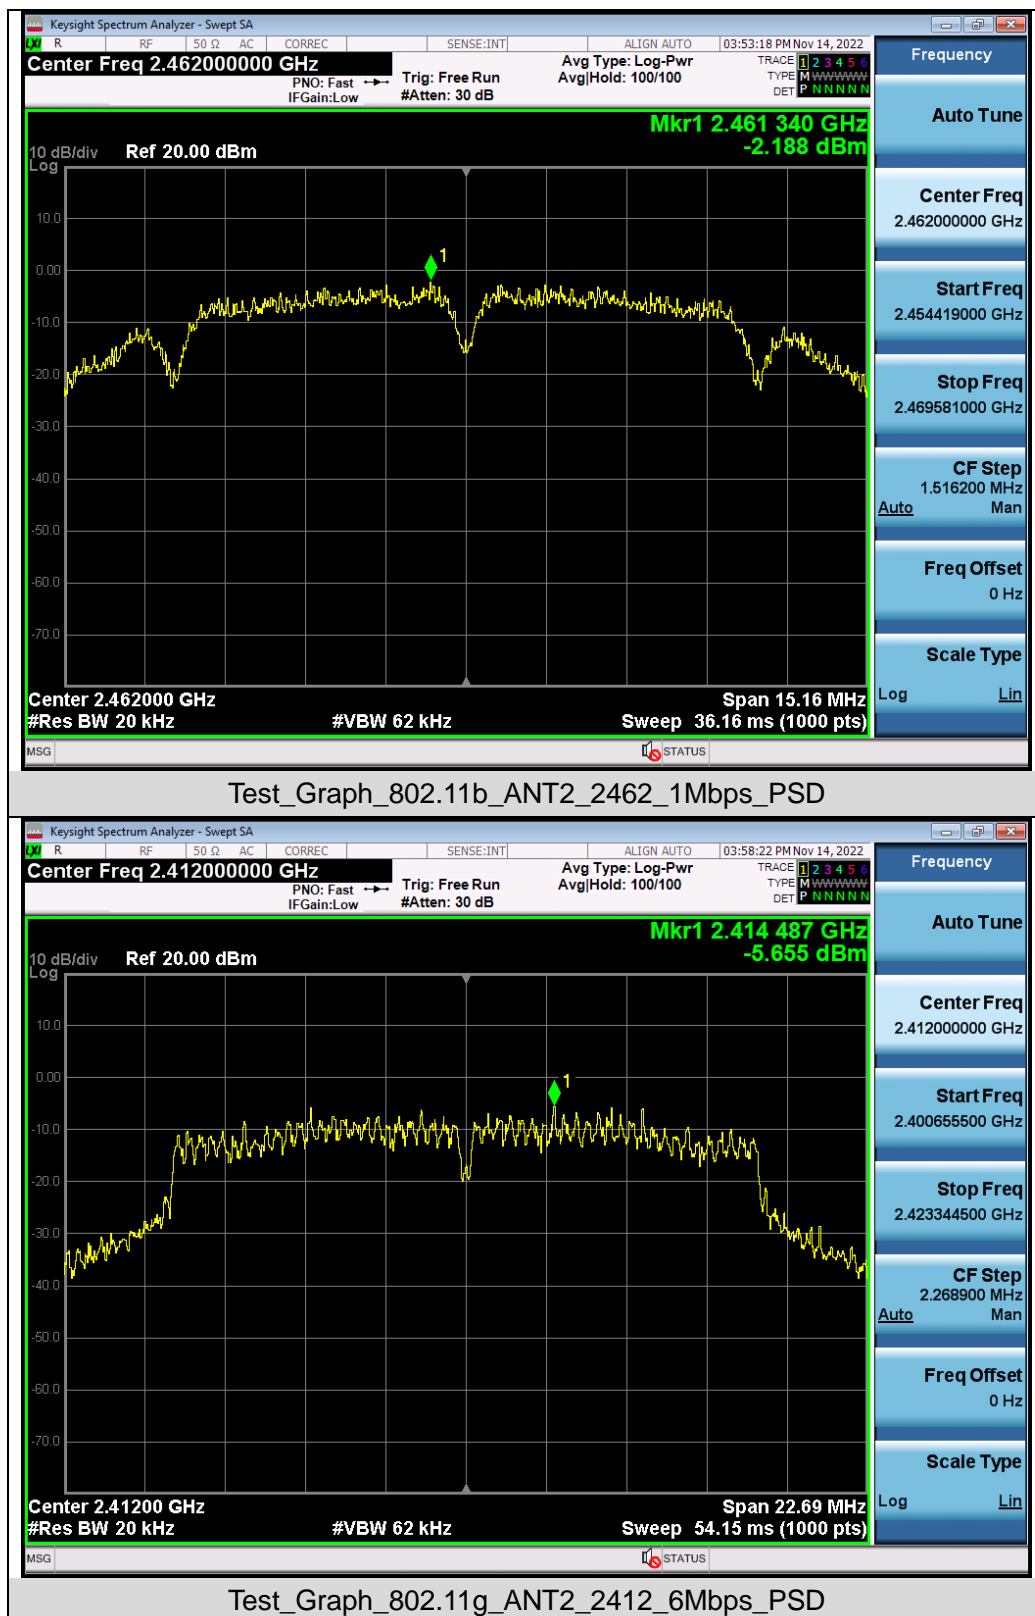 Keysight Spectrum Analyzer - Swept SA
LXI R RF 50 Ω AC CORREC SENSE:INT ALIGN AUTO 03:53:18 PM Nov 14, 2022
Center Freq 2.462000000 GHz
PNO: Fast
IFGain:Low
Trig: Free Run
#Atten: 30 dB
Avg Type: Log-Pwr
Avg|Hold: 100/100
TRACE 1 2 3 4 5 6
TYPE M W W W W W
DET P N N N N N
Mkr1 2.461 340 GHz
-2.188 dBm
10 dB/div Ref 20.00 dBm
Log
10.0
0.00
-10.0
-20.0
-30.0
-40.0
-50.0
-60.0
-70.0
1
Center 2.462000 GHz Span 15.16 MHz
#Res BW 20 kHz #VBW 62 kHz Sweep 36.16 ms (1000 pts)
MSG STATUS
Frequency
Auto Tune
Center Freq
2.462000000 GHz
Start Freq
2.454419000 GHz
Stop Freq
2.469581000 GHz
CF Step
1.516200 MHz
Auto Man
Freq Offset
0 Hz
Scale Type
Log Lin
Test_Graph_802.11b_ANT2_2462_1Mbps_PSD
Keysight Spectrum Analyzer - Swept SA
LXI R RF 50 Ω AC CORREC SENSE:INT ALIGN AUTO 03:58:22 PM Nov 14, 2022
Center Freq 2.412000000 GHz
PNO: Fast
IFGain:Low
Trig: Free Run
#Atten: 30 dB
Avg Type: Log-Pwr
Avg|Hold: 100/100
TRACE 1 2 3 4 5 6
TYPE M W W W W W
DET P N N N N N
Mkr1 2.414 487 GHz
-5.655 dBm
10 dB/div Ref 20.00 dBm
Log
10.0
0.00
-10.0
-20.0
-30.0
-40.0
-50.0
-60.0
-70.0
1
Center 2.41200 GHz Span 22.69 MHz
#Res BW 20 kHz #VBW 62 kHz Sweep 54.15 ms (1000 pts)
MSG STATUS
Frequency
Auto Tune
Center Freq
2.412000000 GHz
Start Freq
2.400655500 GHz
Stop Freq
2.423344500 GHz
CF Step
2.268900 MHz
Auto Man
Freq Offset
0 Hz
Scale Type
Log Lin
Test_Graph_802.11g_ANT2_2412_6Mbps_PSD